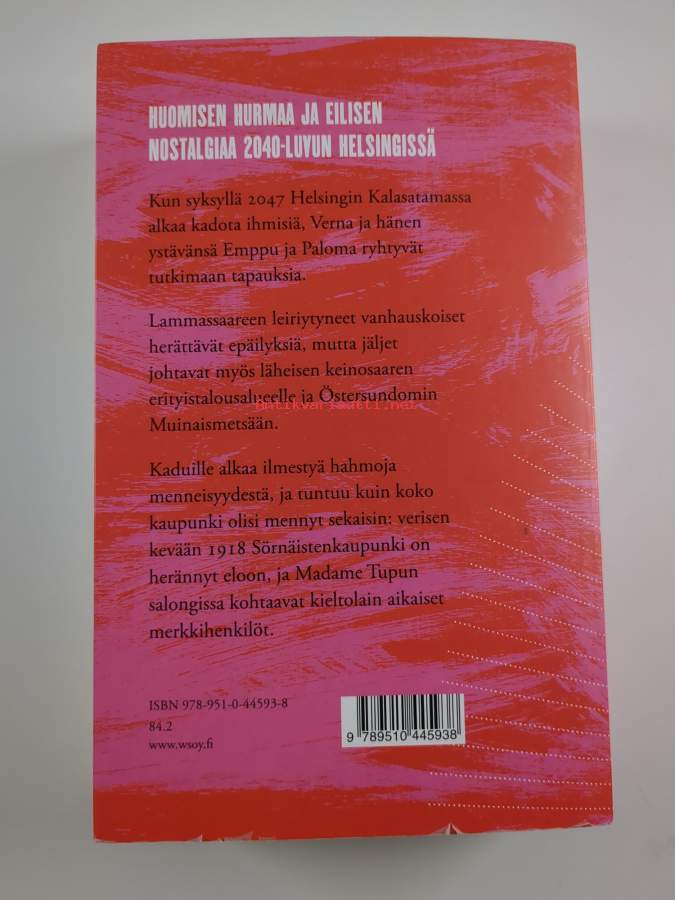 HUOMISEN HURMAA JA EILISEN
NOSTALGIAA 2040-LUVUN HELSINGISSÄ
Kun syksyllä 2047 Helsingin Kalasatamassa
alkaa kadota ihmisiä, Verna ja hänen
ystävänsä Emppu ja Paloma ryhtyvät
tutkimaan tapauksia.
Lammassaareen leiriytyneet vanhauskoiset
herättävät epäilyksiä, mutta jäljet
johtavat myös läheisen keinosaaren
erityistalousalueelle ja Östersundomin
Antikvariaatti.net
Muinaismetsään.
Kaduille alkaa ilmestyä hahmoja
menneisyydestä, ja tuntuu kuin koko
kaupunki olisi mennyt sekaisin: verisen
kevään 1918 Sörnäistenkaupunki on
herännyt eloon, ja Madame Tupun
salongissa kohtaavat kieltolain aikaiset
merkkihenkilöt.
ISBN 978-951-0-44593-8
84.2
www.wsoy.fi
9 789510 445938